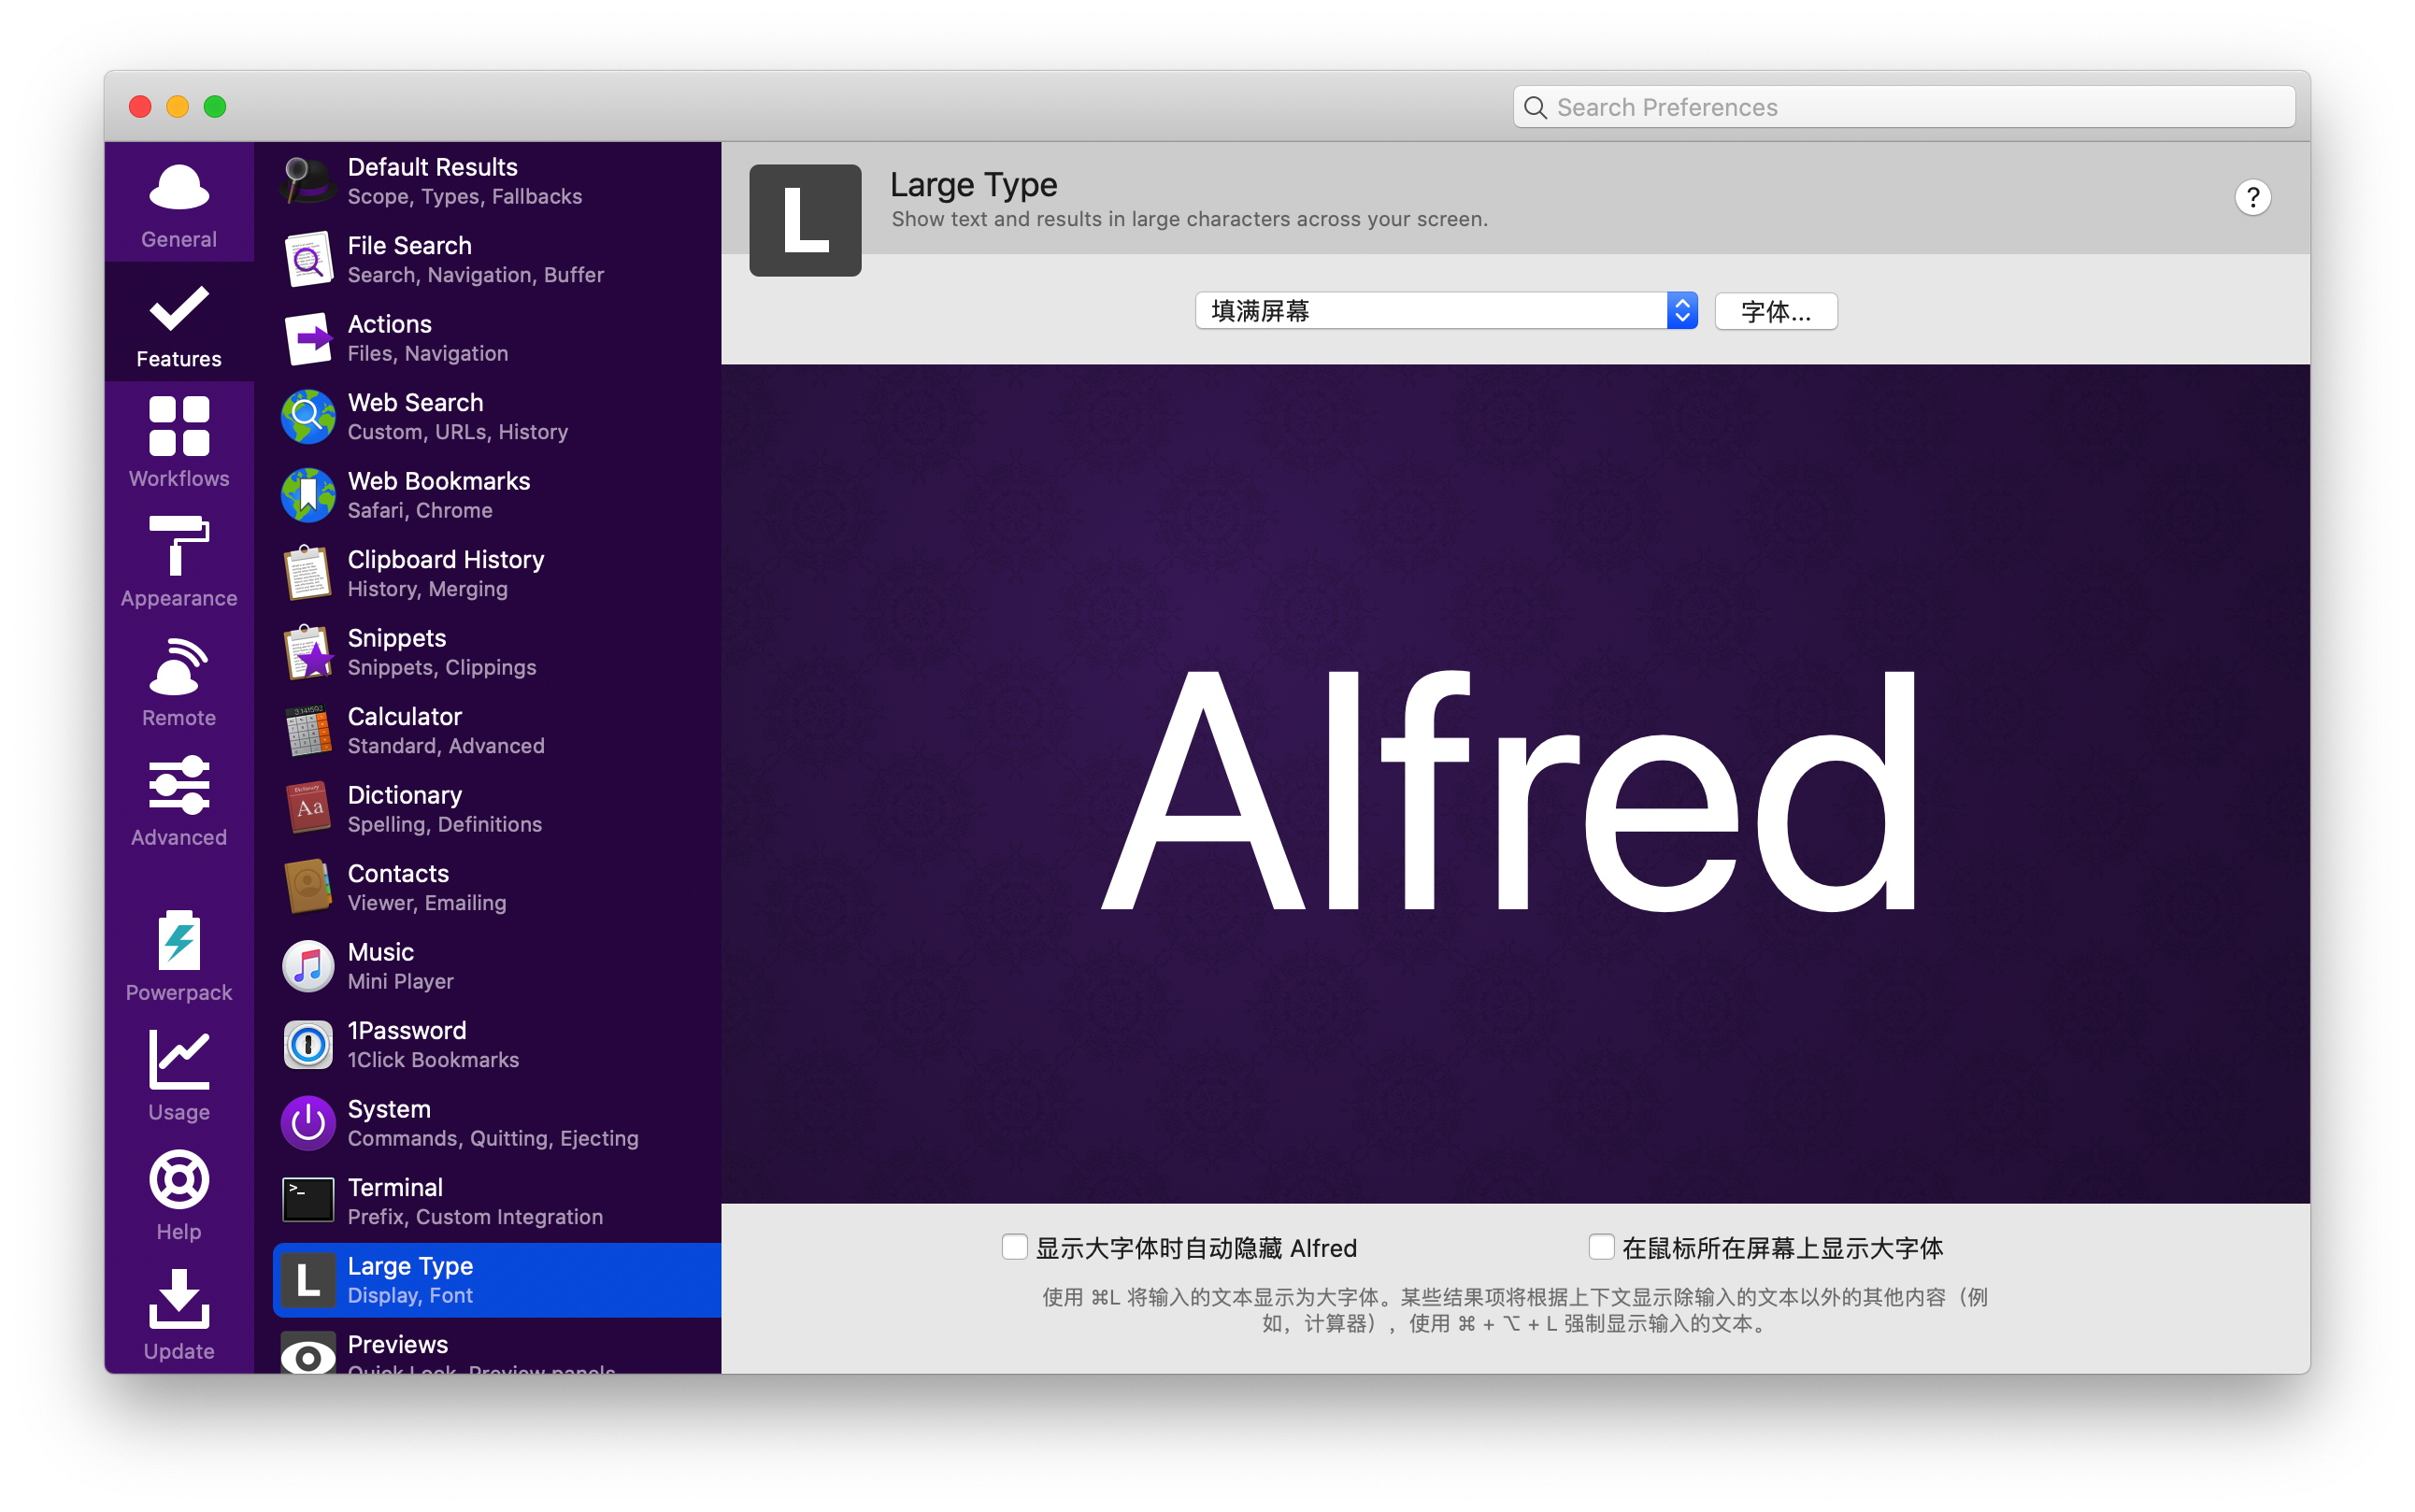 Search Preferences
General
Features
Workflows
Appearance
Remote
Advanced
Powerpack
Usage
Help
Update
Default Results
Scope, Types, Fallbacks
File Search
Search, Navigation, Buffer
Actions
Files, Navigation
Web Search
Custom, URLs, History
Web Bookmarks
Safari, Chrome
Clipboard History
History, Merging
Snippets
Snippets, Clippings
Calculator
Standard, Advanced
Dictionary
Spelling, Definitions
Contacts
Viewer, Emailing
Music
Mini Player
1Password
1Click Bookmarks
System
Commands, Quitting, Ejecting
Terminal
Prefix, Custom Integration
L
Large Type
Display, Font
Previews
Quick Look, Preview panels
L
Large Type
Show text and results in large characters across your screen.
?
填满屏幕
字体...
Alfred
显示大字体时自动隐藏 Alfred
在鼠标所在屏幕上显示大字体
使用 ⌘L 将输入的文本显示为大字体。某些结果项将根据上下文显示除输入的文本以外的其他内容（例
如，计算器），使用 ⌘ + ⌥ + L 强制显示输入的文本。